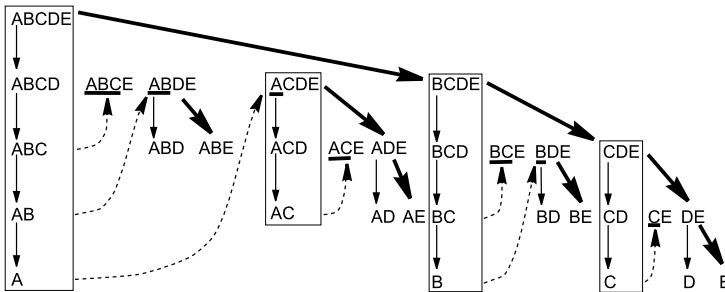 ABCDE
ABCD ABCE ABDE ACDE BCDE
ABC ABD ABE ACD ACE ADE BCD BCE BDE CDE
AB AC AD AE BC BD BE CD CE DE
A B C D E